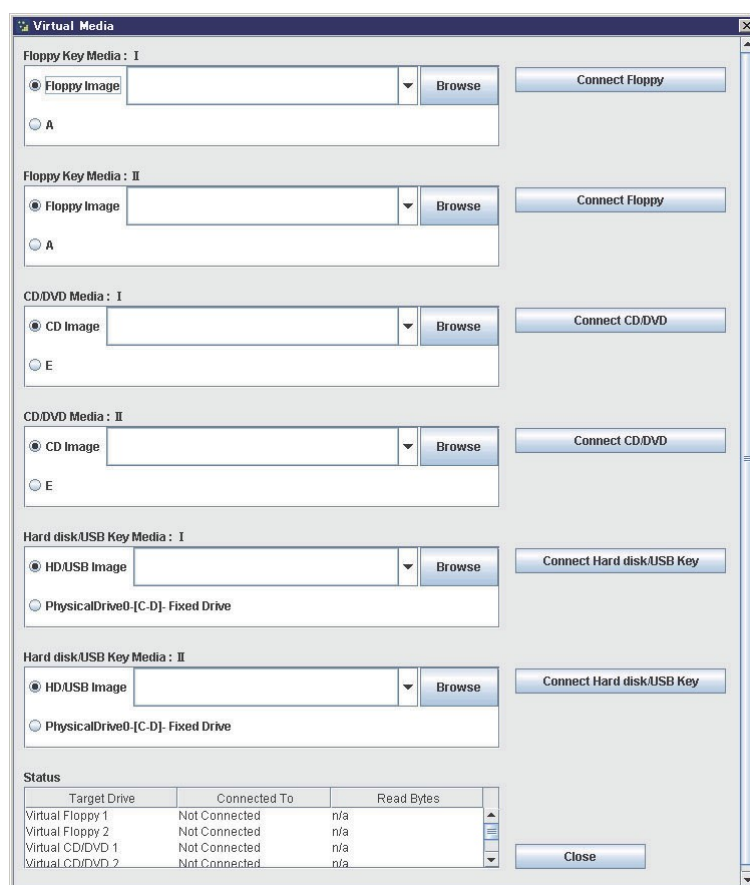 Virtual Media
Floppy Key Media : Ⅰ
Floppy Image Browse Connect Floppy
A
Floppy Key Media : Ⅱ
Floppy Image Browse Connect Floppy
A
CD/DVD Media : Ⅰ
CD Image Browse Connect CD/DVD
E
CD/DVD Media : Ⅱ
CD Image Browse Connect CD/DVD
E
Hard disk/USB Key Media : Ⅰ
HD/USB Image Browse Connect Hard disk/USB Key
PhysicalDrive0-[C-D]- Fixed Drive
Hard disk/USB Key Media : Ⅱ
HD/USB Image Browse Connect Hard disk/USB Key
PhysicalDrive0-[C-D]- Fixed Drive
Status
Target Drive Connected To Read Bytes
Virtual Floppy 1 Not Connected n/a
Virtual Floppy 2 Not Connected n/a
Virtual CD/DVD 1 Not Connected n/a
Virtual CD/DVD 2 Not Connected n/a
Close